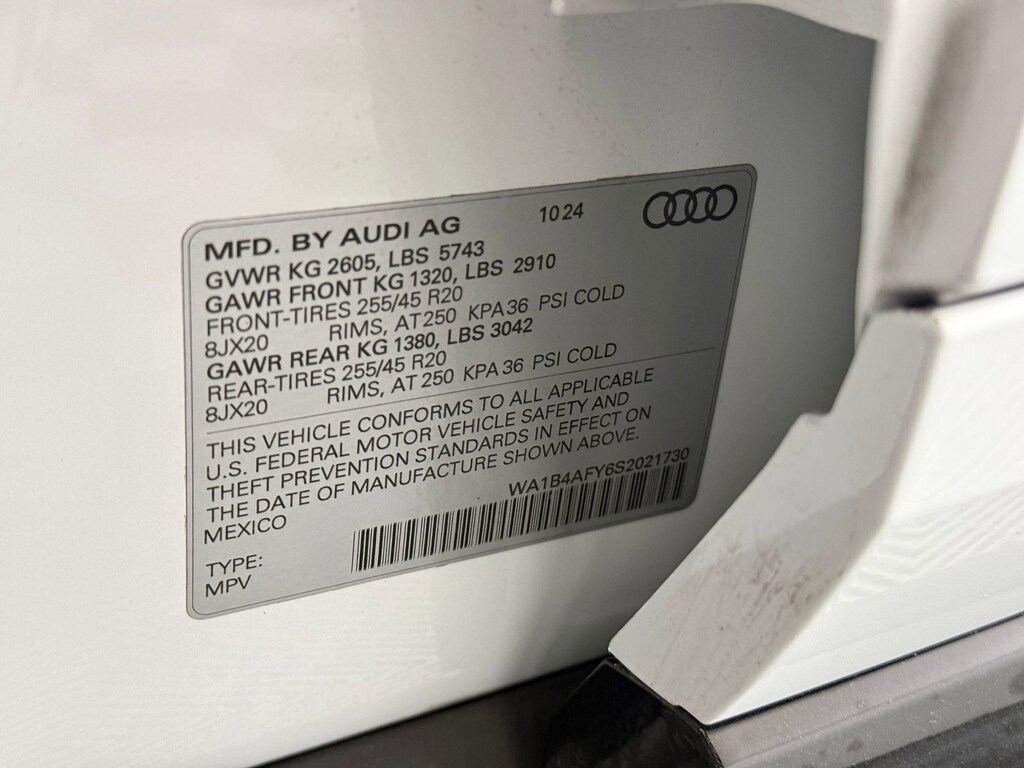 MFD. BY AUDI AG 1024
GVWR KG 2605, LBS 5743
GAWR FRONT KG 1320, LBS 2910
FRONT-TIRES 255/45 R20
8JX20 RIMS, AT 250 KPA 36 PSI COLD
GAWR REAR KG 1380, LBS 3042
REAR-TIRES 255/45 R20
8JX20 RIMS, AT 250 KPA 36 PSI COLD
THIS VEHICLE CONFORMS TO ALL APPLICABLE
U.S. FEDERAL MOTOR VEHICLE SAFETY AND
THEFT PREVENTION STANDARDS IN EFFECT ON
THE DATE OF MANUFACTURE SHOWN ABOVE.
MEXICO WA1B4AFY6S2021730
TYPE:
MPV